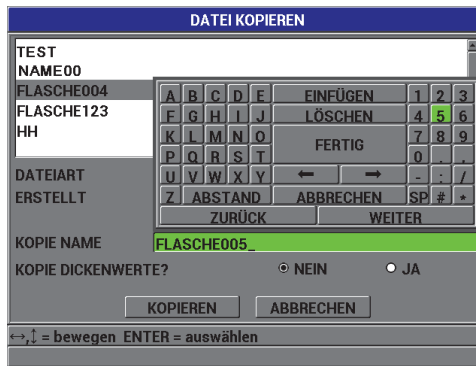 DATEI KOPIEREN
TEST
NAME00
FLASCHE004
FLASCHE123
HH
A B C D E EINFÜGEN 1 2 3
F G H I J LÖSCHEN 4 5 6
K L M N O FERTIG 7 8 9
P Q R S T 0 . ,
U V W X Y ← → - : /
Z ABSTAND ABBRECHEN SP # *
ZURÜCK WEITER
DATEIART
ERSTELLT
KOPIE NAME FLASCHE005_
KOPIE DICKENWERTE? NEIN JA
KOPIEREN ABBRECHEN
↔,↕ = bewegen ENTER = auswählen